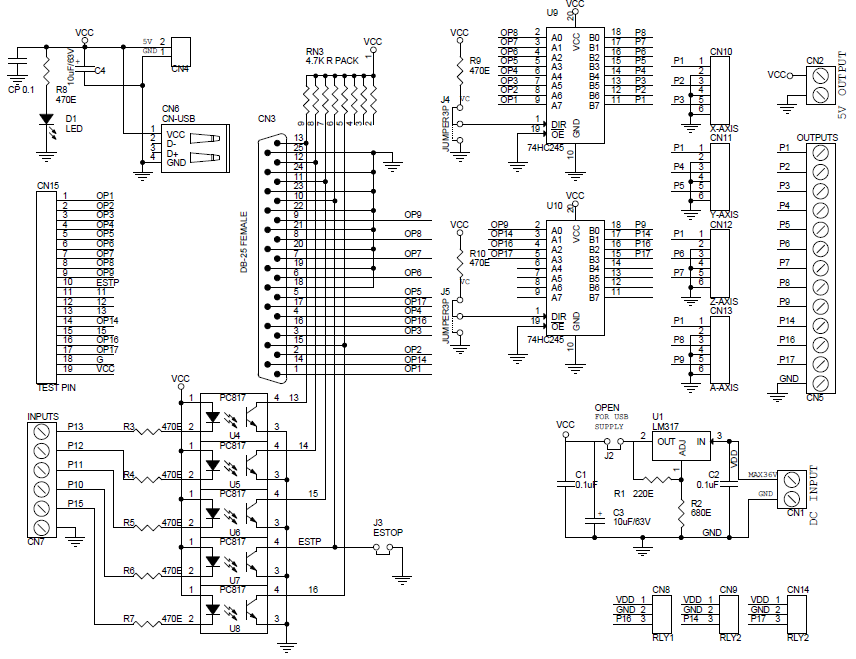 VCC
5V 2
GND 1
CN4
10uF/63V
+
C4
CP 0.1
R8
470E
D1
LED
CN6
CN-USB
1 VCC
2 D-
3 D+
4 GND
RN3
4.7K R PACK
VCC
1
9 8 7 6 5 4 3 2
CN3
DB-25 FEMALE
13
25
12
24
11
23
10
22
9 OP9
21
8 OP8
20
7 OP7
19
6 OP6
18
5 OP5
17 OP17
4 OP4
16 OP16
3 OP3
15
2 OP2
14 OP14
1 OP1
CN15
1 OP1
2 OP2
3 OP3
4 OP4
5 OP5
6 OP6
7 OP7
8 OP8
9 OP9
10 ESTP
11 11
12 12
13 13
14 OP14
15 15
16 OP16
17 OP17
18 G
19 VCC
TEST PIN
VCC
R9
470E
VC
J4
JUMPER3P
U9
VCC
20
OP8 2 A0 B0 18 P8
OP7 3 A1 B1 17 P7
OP6 4 A2 B2 16 P6
OP5 5 A3 B3 15 P5
OP4 6 A4 B4 14 P4
OP3 7 A5 B5 13 P3
OP2 8 A6 B6 12 P2
OP1 9 A7 B7 11 P1
VCC
1 DIR
19 OE
GND
10
74HC245
VCC
R10
470E
VC
J5
JUMPER3P
U10
VCC
20
OP9 2 A0 B0 18 P9
OP14 3 A1 B1 17 P14
OP16 4 A2 B2 16 P16
OP17 5 A3 B3 15 P17
6 A4 B4 14
7 A5 B5 13
8 A6 B6 12
9 A7 B7 11
VCC
1 DIR
19 OE
GND
10
74HC245
CN10
P1 1
2
P2 3
4
P3 5
6
X-AXIS
CN11
P1 1
2
P4 3
4
P5 5
6
Y-AXIS
CN12
P1 1
2
P6 3
4
P7 5
6
Z-AXIS
CN13
P1 1
2
P8 3
4
P9 5
6
A-AXIS
CN2
VCC
5V OUTPUT
OUTPUTS
P1
P2
P3
P4
P5
P6
P7
P8
P9
P14
P16
P17
GND
CN5
INPUTS
P13
P12
P11
P10
P15
CN7
R3 470E
R4 470E
R5 470E
R6 470E
R7 470E
VCC
PC817
1 4 13
2 3
U4
PC817
1 4 14
2 3
U5
PC817
1 4 15
2 3
U6
PC817
1 4 ESTP
2 3
U7
PC817
1 4 16
2 3
U8
J3
ESTOP
OPEN
FOR USB
SUPPLY
VCC
J2
U1
LM317
2 OUT IN 3
ADJ
1
VDD
C1
0.1uF
C2
0.1uF
R1 220E
R2
680E
+
C3
10uF/63V
GND
MAX36V
GND
CN1
DC INPUT
CN8
VDD 1
GND 2
P16 3
RLY1
CN9
VDD 1
GND 2
P14 3
RLY2
CN14
VDD 1
GND 2
P17 3
RLY2